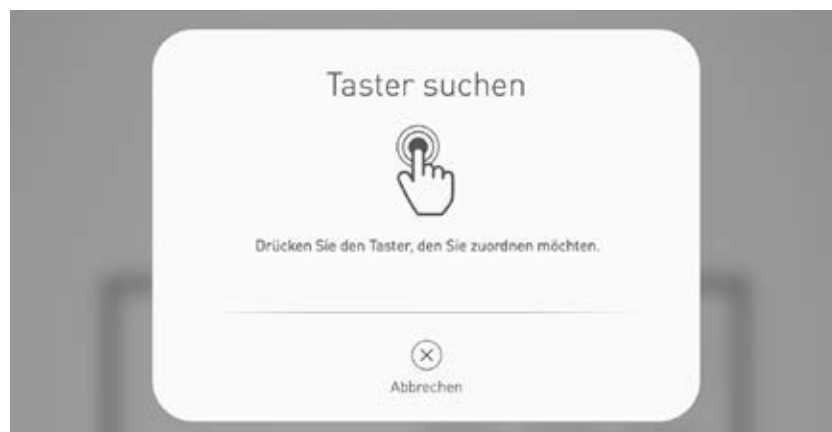 Taster suchen
Drücken Sie den Taster, den Sie zuordnen möchten.
Abbrechen